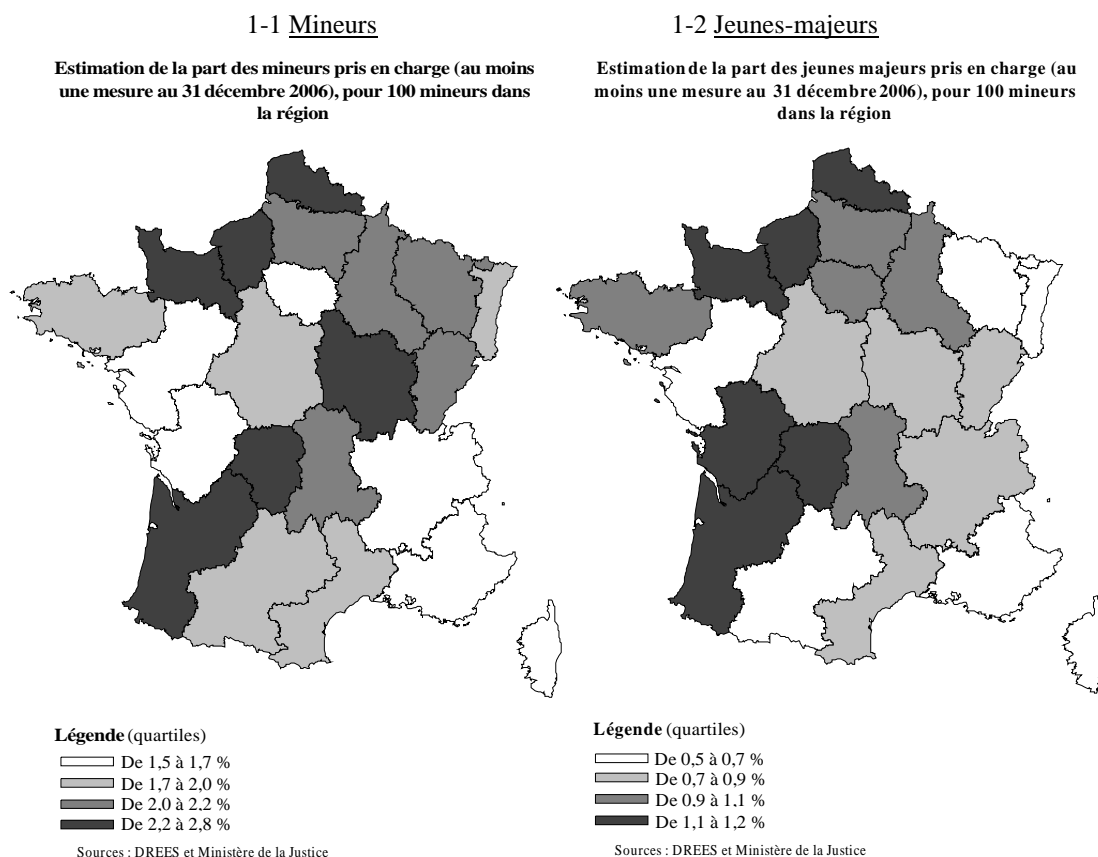 1-1 Mineurs
Estimation de la part des mineurs pris en charge (au moins
une mesure au 31 décembre 2006), pour 100 mineurs dans
la région
Légende (quartiles)
De 1,5 à 1,7 %
De 1,7 à 2,0 %
De 2,0 à 2,2 %
De 2,2 à 2,8 %
Sources : DREES et Ministère de la Justice
1-2 Jeunes-majeurs
Estimation de la part des jeunes majeurs pris en charge (au
moins une mesure au 31 décembre 2006), pour 100 mineurs
dans la région
Légende (quartiles)
De 0,5 à 0,7 %
De 0,7 à 0,9 %
De 0,9 à 1,1 %
De 1,1 à 1,2 %
Sources : DREES et Ministère de la Justice